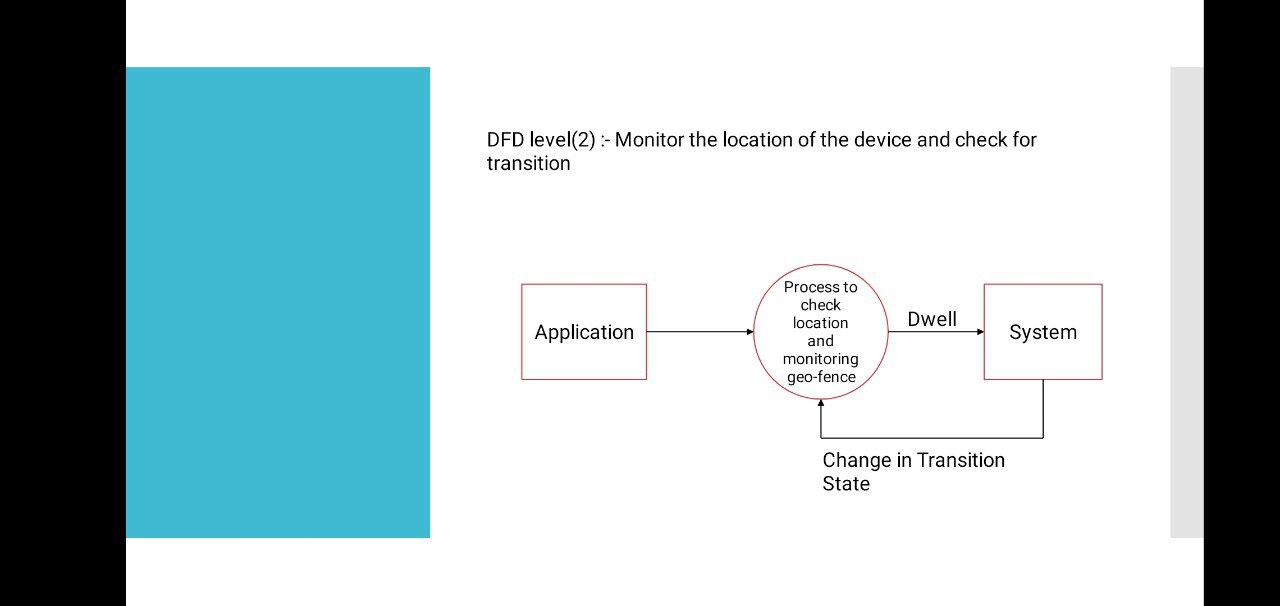 DFD level(2) :- Monitor the location of the device and check for
transition
Application
Process to
check
location
and
monitoring
geo-fence
Dwell
System
Change in Transition
State